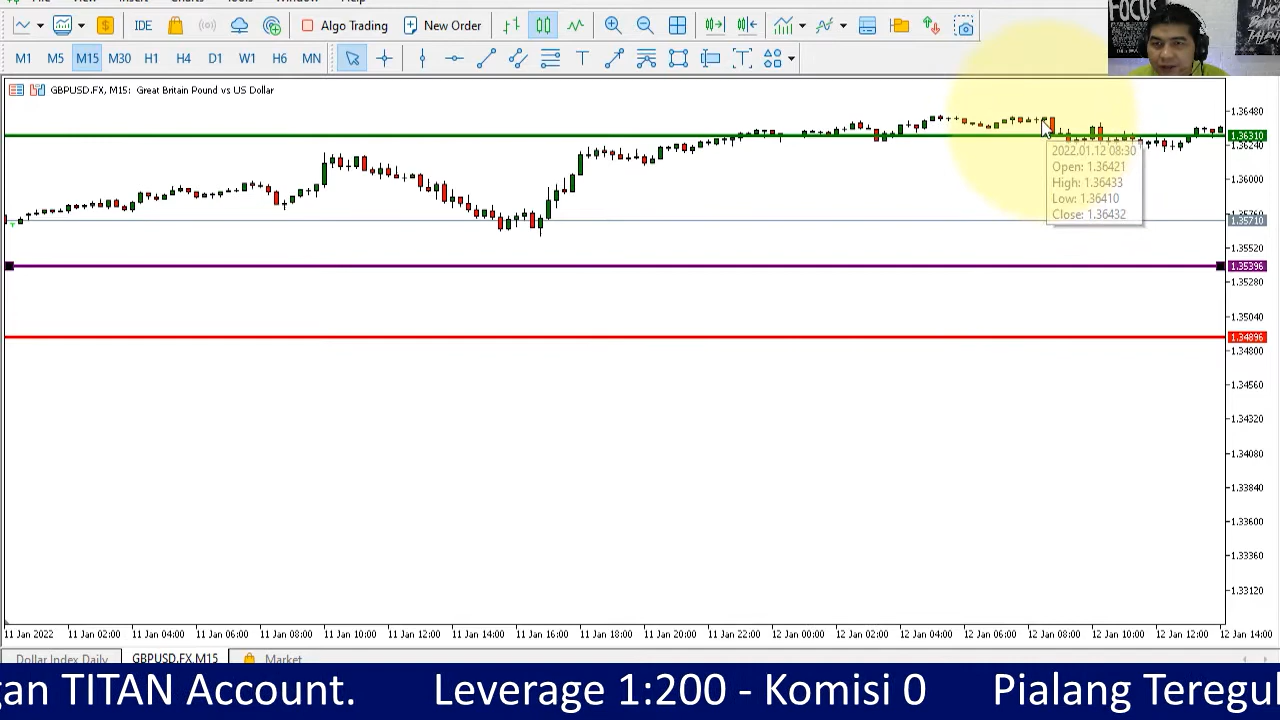 IDE
Algo Trading
New Order
FOCUS
M1 M5 M15 M30 H1 H4 D1 W1 H6 MN
GBPUSD.FX, M15: Great Britain Pound vs US Dollar
1.36480
1.36310
1.36240
1.36000
1.35710
1.35520
1.35396
1.35280
1.35040
1.34896
1.34800
1.34560
1.34320
1.34080
1.33840
1.33600
1.33360
1.33120
2022.01.12 08:30
Open: 1.36421
High: 1.36433
Low: 1.36410
Close: 1.36432
11 Jan 2022 11 Jan 02:00 11 Jan 04:00 11 Jan 06:00 11 Jan 08:00 11 Jan 10:00 11 Jan 12:00 11 Jan 14:00 11 Jan 16:00 11 Jan 18:00 11 Jan 20:00 11 Jan 22:00 12 Jan 00:00 12 Jan 02:00 12 Jan 04:00 12 Jan 06:00 12 Jan 08:00 12 Jan 10:00 12 Jan 12:00 12 Jan 14:00
Dollar Index,Daily GBPUSD.FX,M15 Market
gan TITAN Account. Leverage 1:200 - Komisi 0 Pialang Teregu